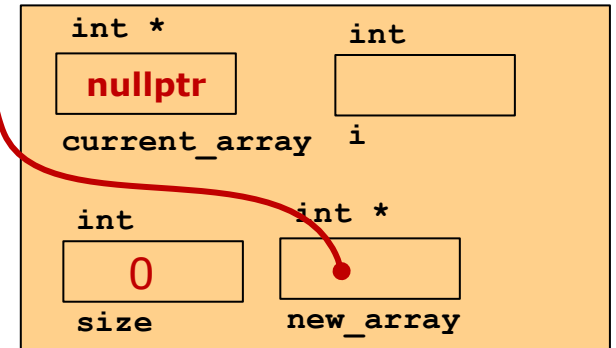 int *
int
nullptr
current_array
i
int
int *
0
size
new_array